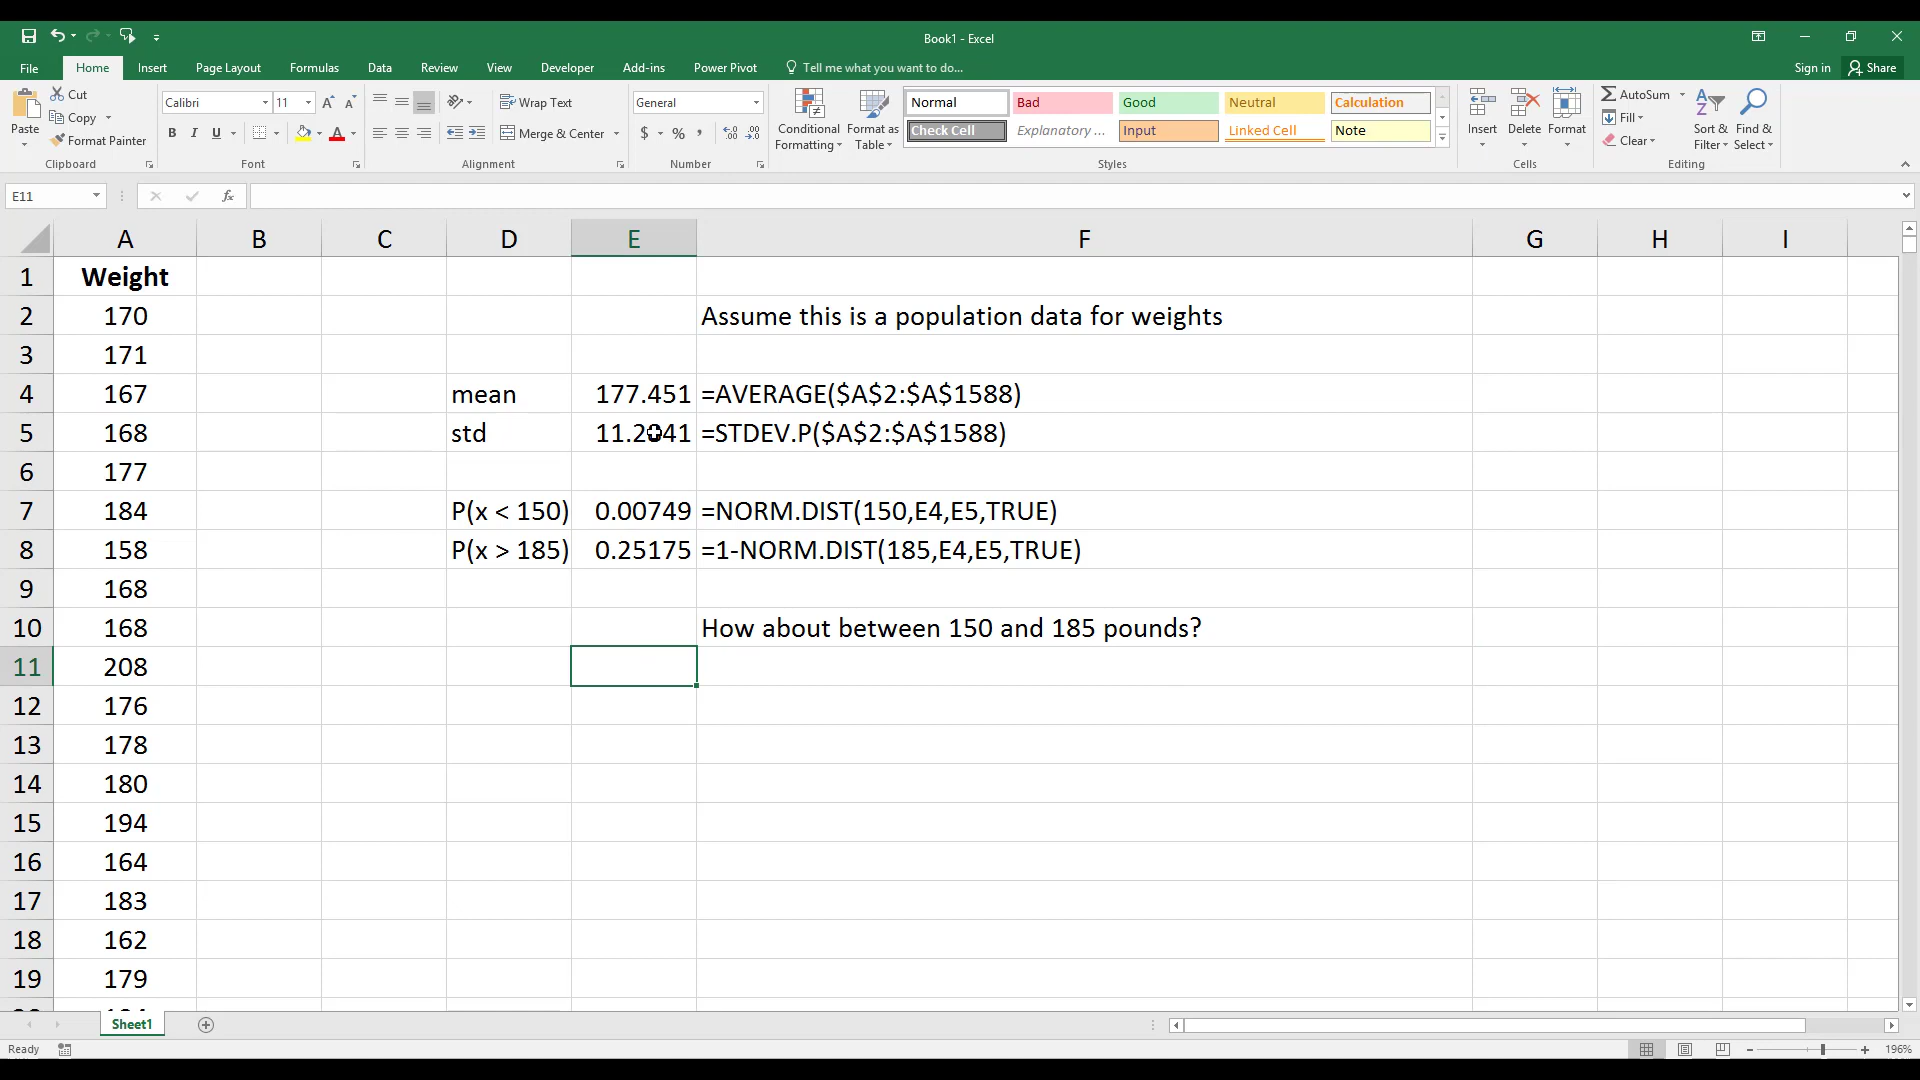 Book1 - Excel
File Home Insert Page Layout Formulas Data Review View Developer Add-ins Power Pivot Tell me what you want to do... Sign in Share
Paste Cut Copy Format Painter
Clipboard
Calibri 11
B I U A
Font
Wrap Text
Merge & Center
Alignment
General
$ %
Number
Conditional Formatting
Format as Table
Normal Bad Good Neutral Calculation
Check Cell Explanatory ... Input Linked Cell Note
Styles
Insert Delete Format
Cells
AutoSum
Fill
Clear
Sort & Filter
Find & Select
Editing
E11 fx
A B C D E F G H I
1 Weight
2 170 Assume this is a population data for weights
3 171
4 167 mean 177.451 =AVERAGE($A$2:$A$1588)
5 168 std =STDEV.P($A$2:$A$1588)
6 177
7 184 P(x < 150) 0.00749 =NORM.DIST(150,E4,E5,TRUE)
8 158 P(x > 185) 0.25175 =1-NORM.DIST(185,E4,E5,TRUE)
9 168
10 168 How about between 150 and 185 pounds?
11 208
12 176
13 178
14 180
15 194
16 164
17 183
18 162
19 179
Sheet1
Ready 196%